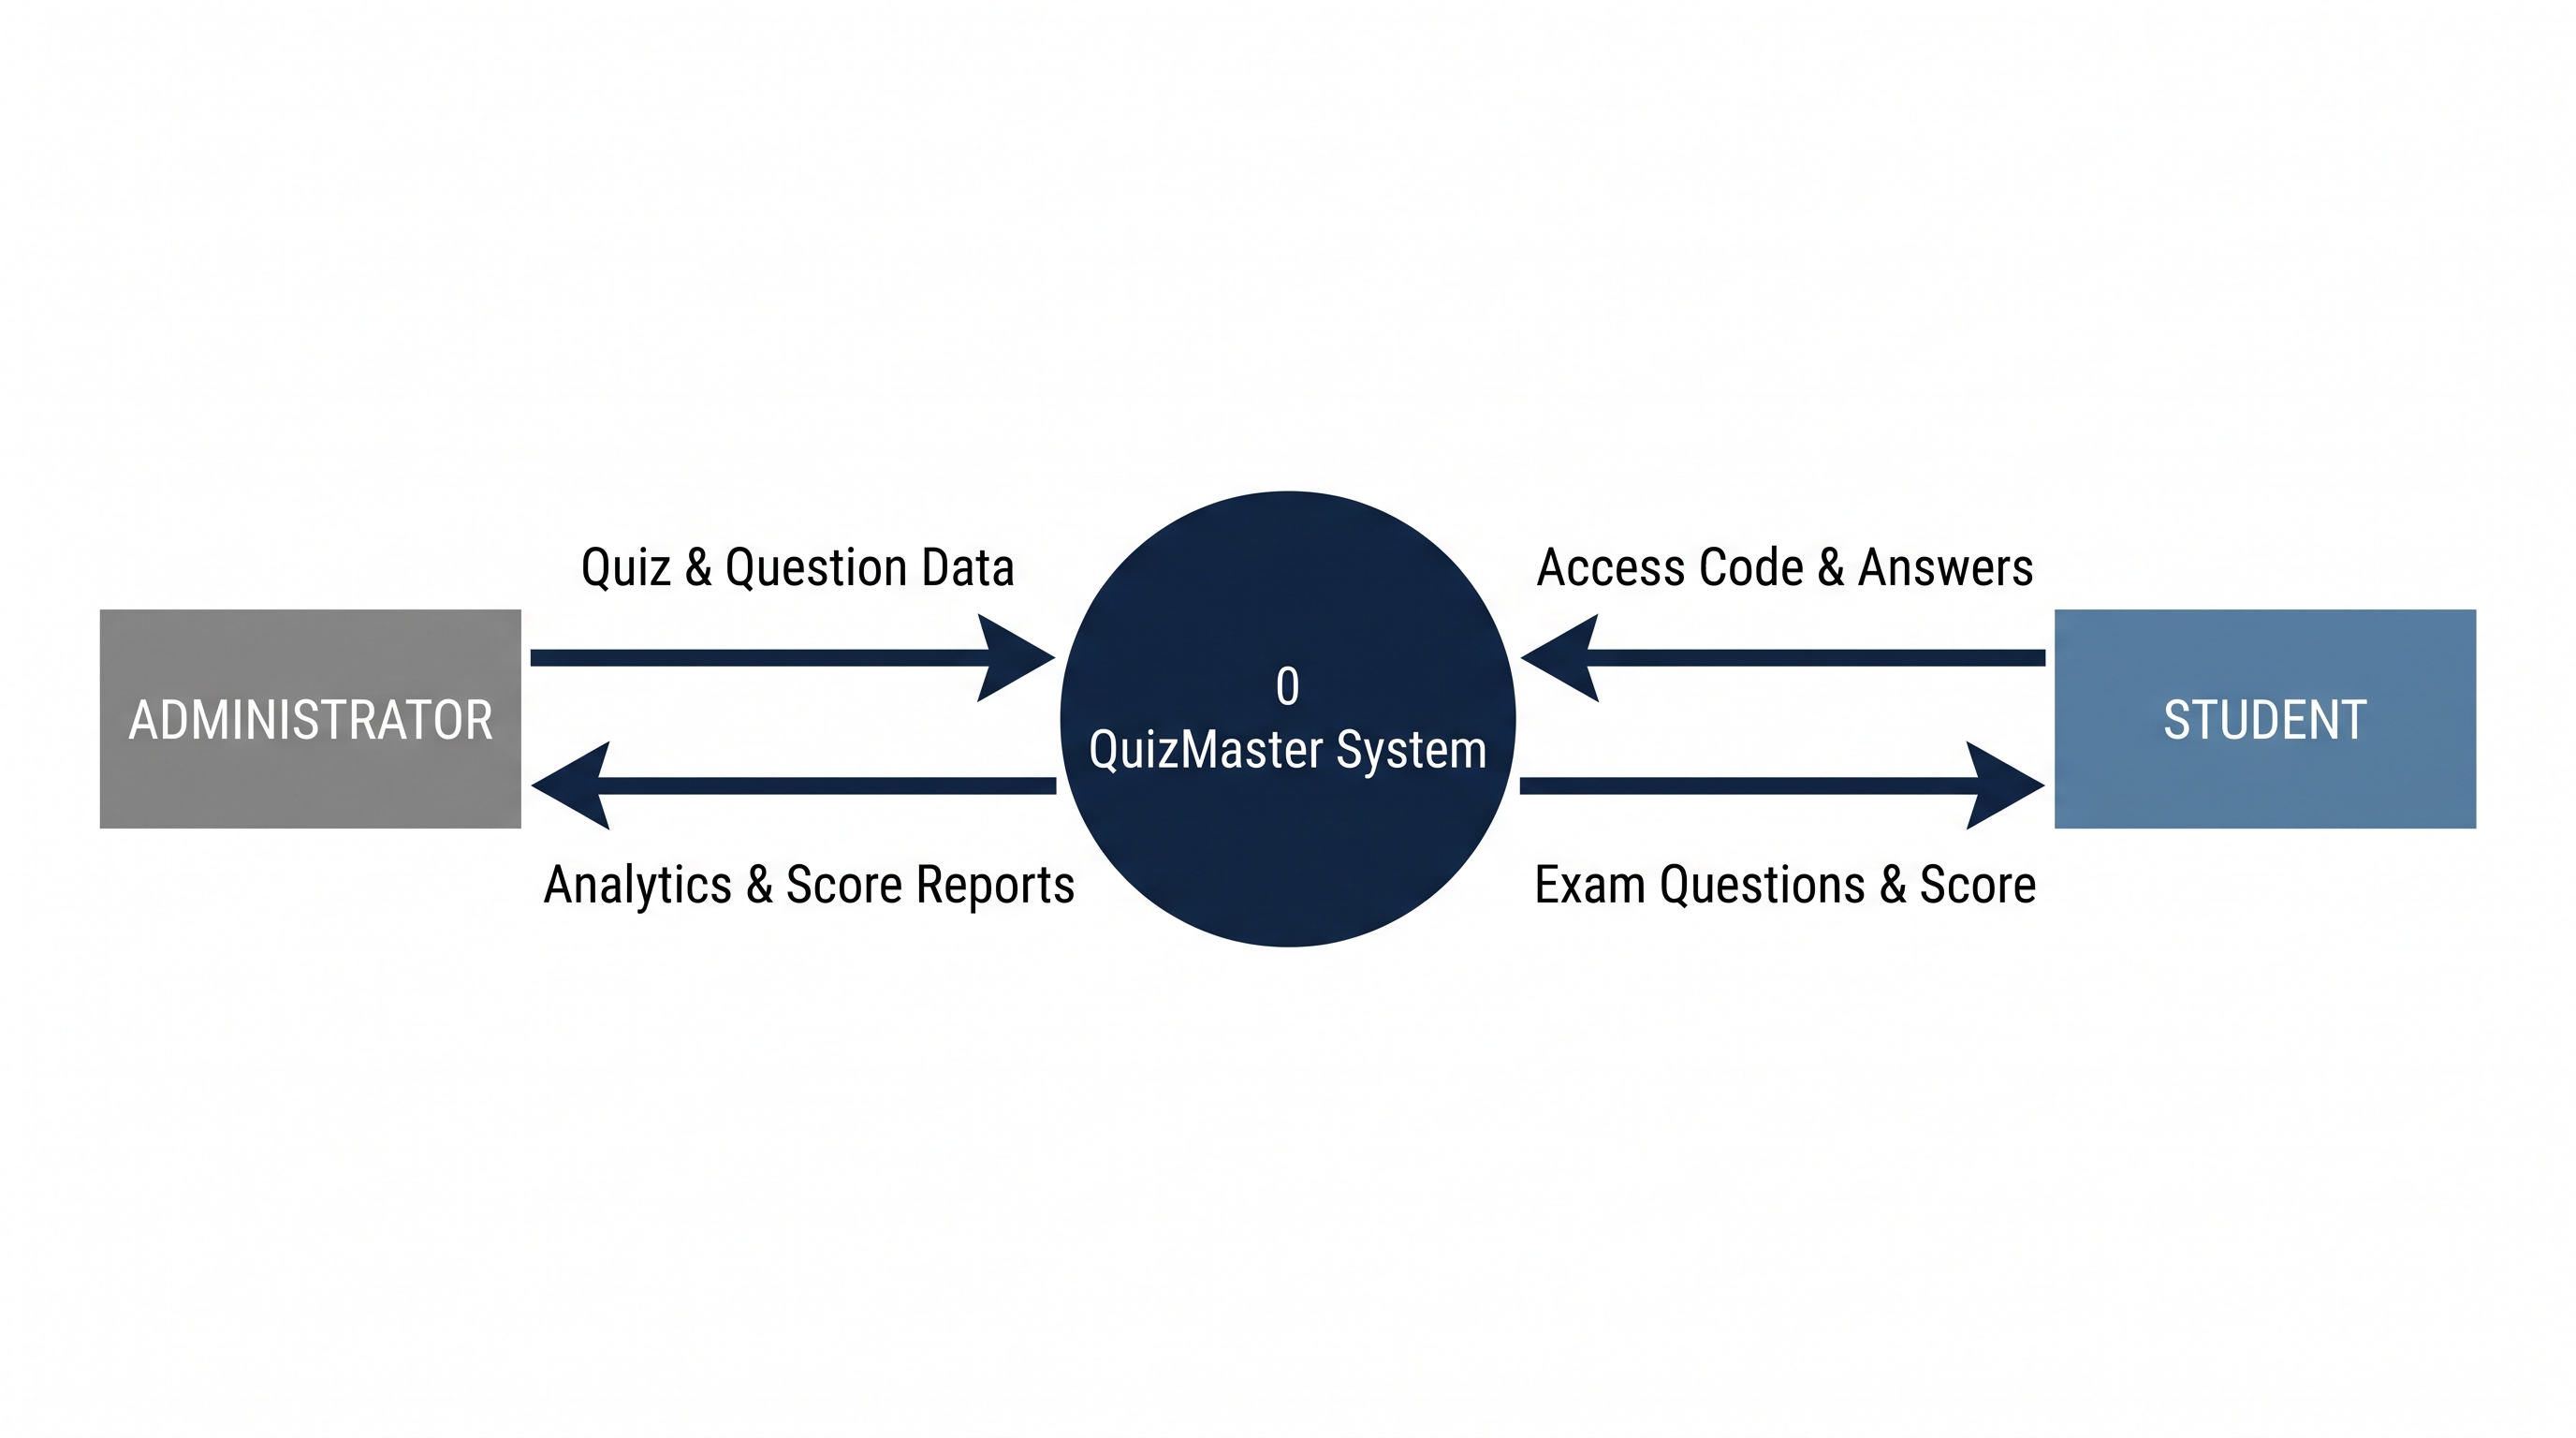 Quiz & Question Data
Access Code & Answers
ADMINISTRATOR
0
QuizMaster System
STUDENT
Analytics & Score Reports
Exam Questions & Score